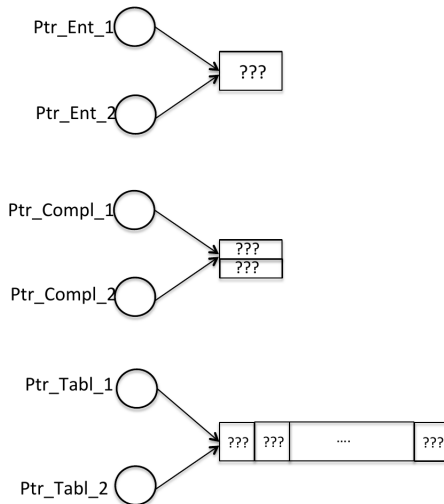 Ptr_Ent_1
???
Ptr_Ent_2
Ptr_Compl_1
???
???
Ptr_Compl_2
Ptr_Tabl_1
??? ??? .... ???
Ptr_Tabl_2